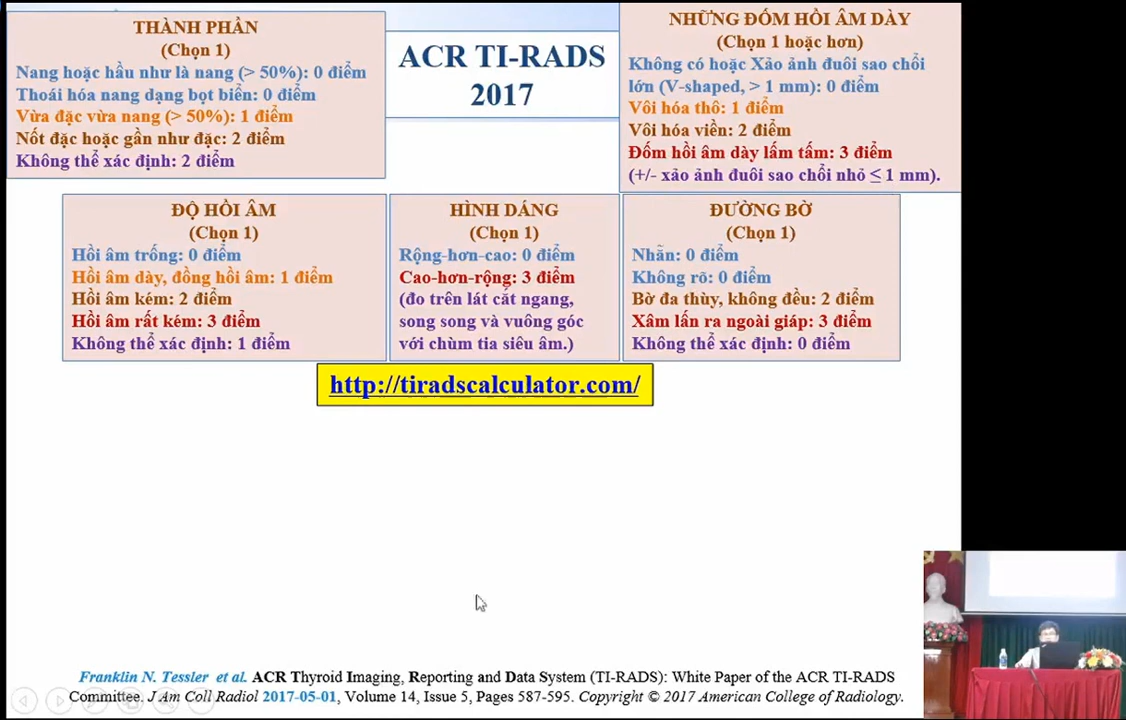 THÀNH PHẦN
(Chọn 1)
Nang hoặc hầu như là nang (> 50%): 0 điểm
Thoái hóa nang dạng bọt biển: 0 điểm
Vừa đặc vừa nang (> 50%): 1 điểm
Nốt đặc hoặc gần như đặc: 2 điểm
Không thể xác định: 2 điểm
ACR TI-RADS
2017
NHỮNG ĐỐM HỒI ÂM DÀY
(Chọn 1 hoặc hơn)
Không có hoặc Xảo ảnh đuôi sao chổi
lớn (V-shaped, > 1 mm): 0 điểm
Vôi hóa thô: 1 điểm
Vôi hóa viền: 2 điểm
Đốm hồi âm dày lấm tấm: 3 điểm
(+/- xảo ảnh đuôi sao chổi nhỏ ≤ 1 mm).
ĐỘ HỒI ÂM
(Chọn 1)
Hồi âm trống: 0 điểm
Hồi âm dày, đồng hồi âm: 1 điểm
Hồi âm kém: 2 điểm
Hồi âm rất kém: 3 điểm
Không thể xác định: 1 điểm
HÌNH DÁNG
(Chọn 1)
Rộng-hơn-cao: 0 điểm
Cao-hơn-rộng: 3 điểm
(đo trên lát cắt ngang,
song song và vuông góc
với chùm tia siêu âm.)
ĐƯỜNG BỜ
(Chọn 1)
Nhẵn: 0 điểm
Không rõ: 0 điểm
Bờ đa thùy, không đều: 2 điểm
Xâm lấn ra ngoài giáp: 3 điểm
Không thể xác định: 0 điểm
http://tiradscalculator.com/
Franklin N. Tessler et al. ACR Thyroid Imaging, Reporting and Data System (TI-RADS): White Paper of the ACR TI-RADS
Committee. J Am Coll Radiol 2017-05-01, Volume 14, Issue 5, Pages 587-595. Copyright © 2017 American College of Radiology.